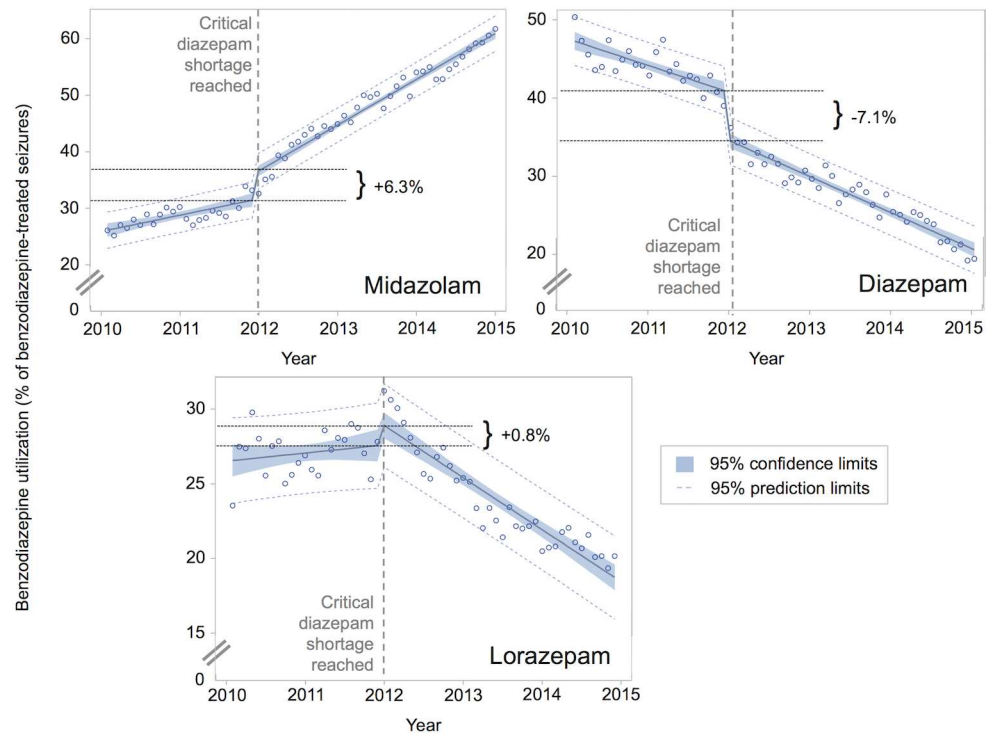 Benzodiazepine utilization (% of benzodiazepine-treated seizures)
60
50
40
30
20
0
Critical
diazepam
shortage
reached
} +6.3%
Midazolam
2010 2011 2012 2013 2014 2015
Year
50
40
30
20
0
} -7.1%
Critical
diazepam
shortage
reached
Diazepam
2010 2011 2012 2013 2014 2015
Year
30
25
20
15
0
} +0.8%
Critical
diazepam
shortage
reached
Lorazepam
2010 2011 2012 2013 2014 2015
Year
95% confidence limits
95% prediction limits